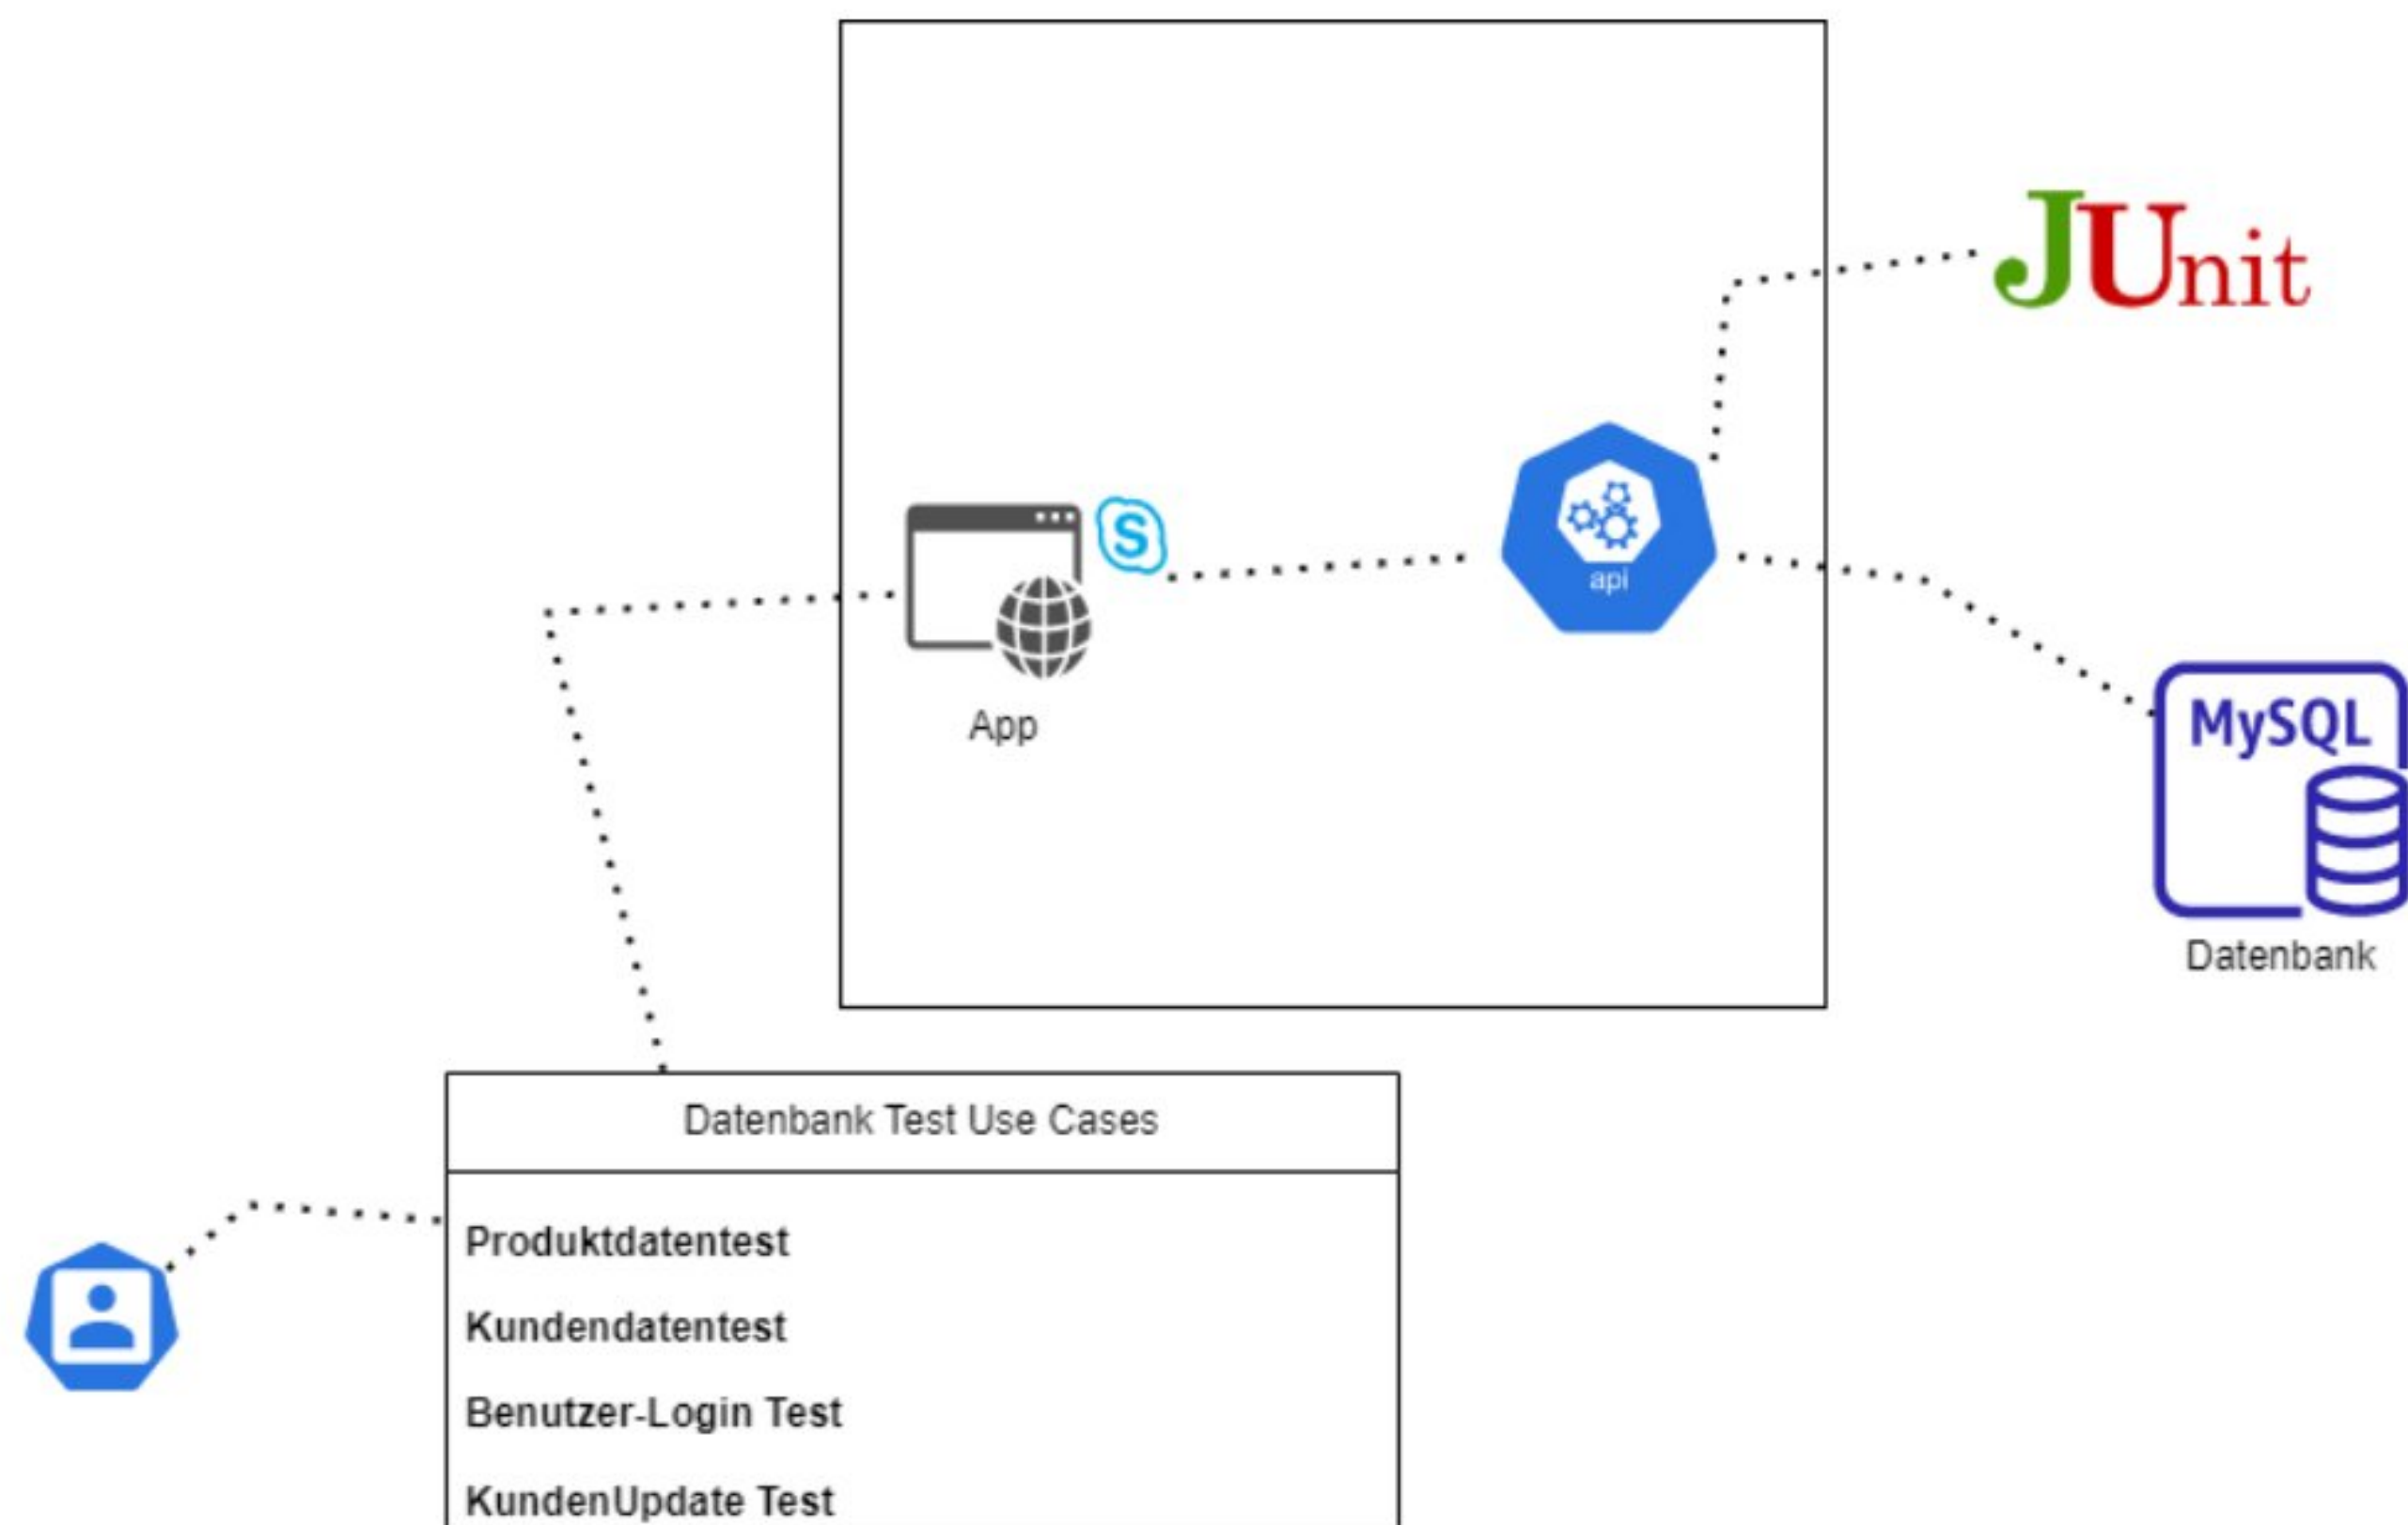 JUnit
S
api
App
MySQL
Datenbank
Datenbank Test Use Cases
Produktdatentest
Kundendatentest
Benutzer-Login Test
KundenUpdate Test